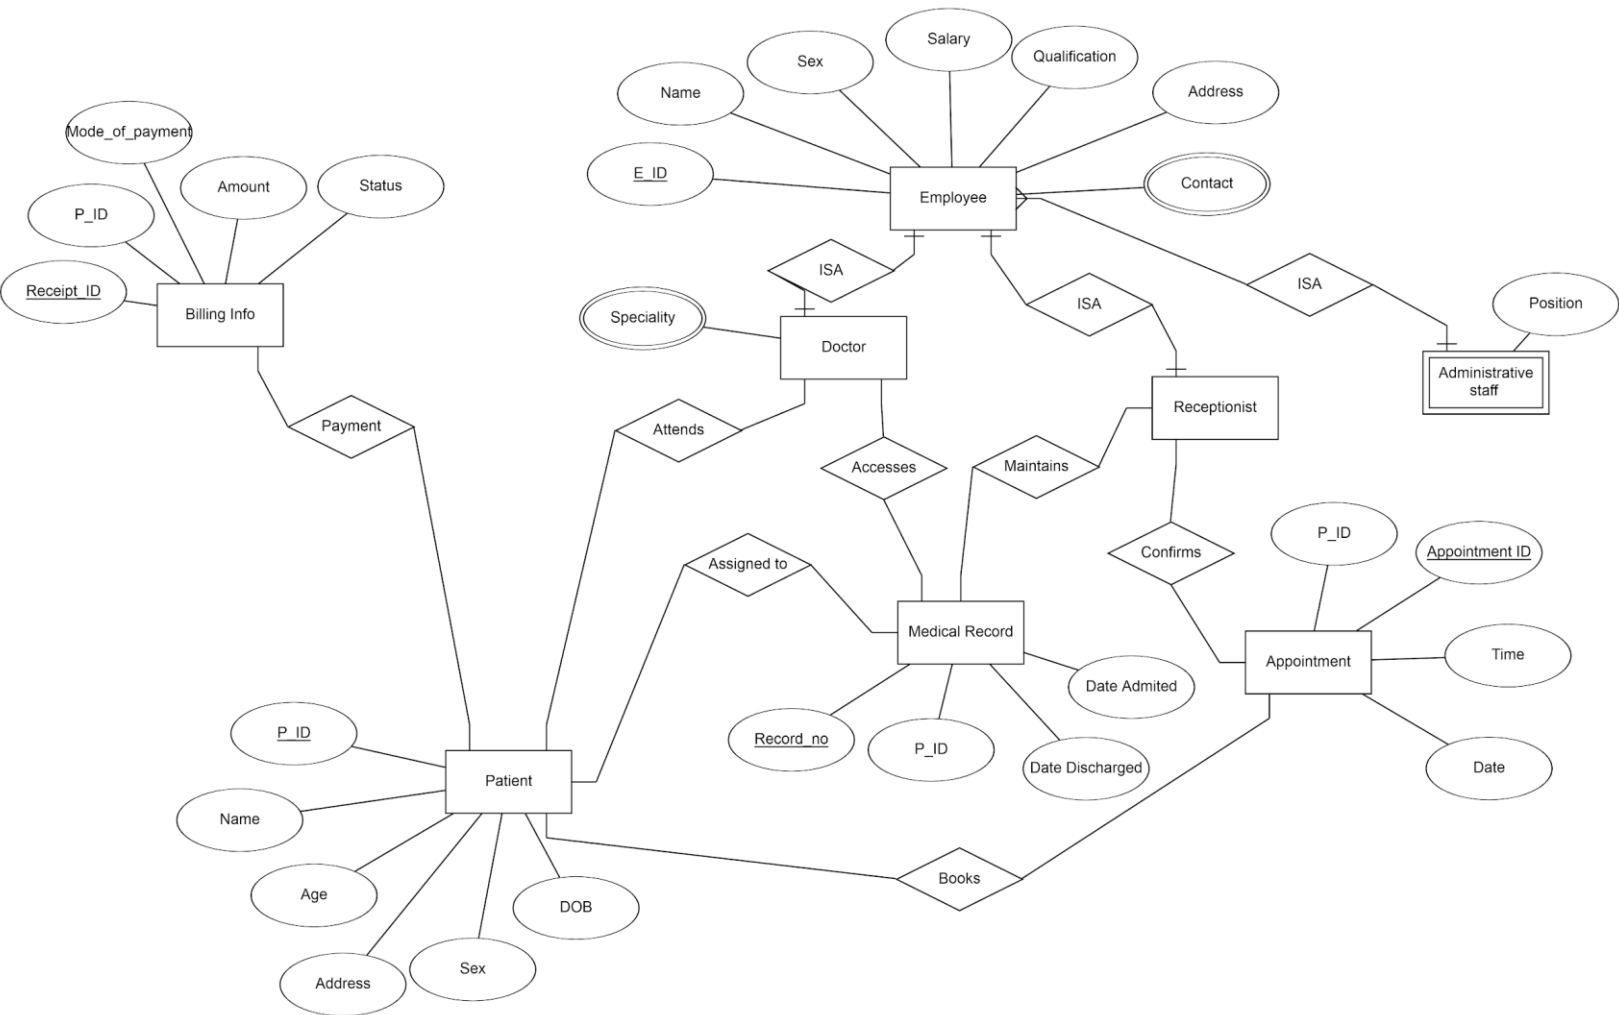 Salary
Qualification
Sex
Address
Name
Mode_of_payment
E_ID
Contact
Status
Amount
Employee
P_ID
ISA
ISA
Receipt_ID
ISA
Position
Billing Info
Speciality
Doctor
Administrative
staff
Receptionist
Payment
Attends
Accesses
Maintains
P_ID
Appointment ID
Confirms
Assigned to
Medical Record
Time
Appointment
Date Admited
P_ID
Record_no
P_ID
Date Discharged
Date
Patient
Name
Books
Age
DOB
Sex
Address